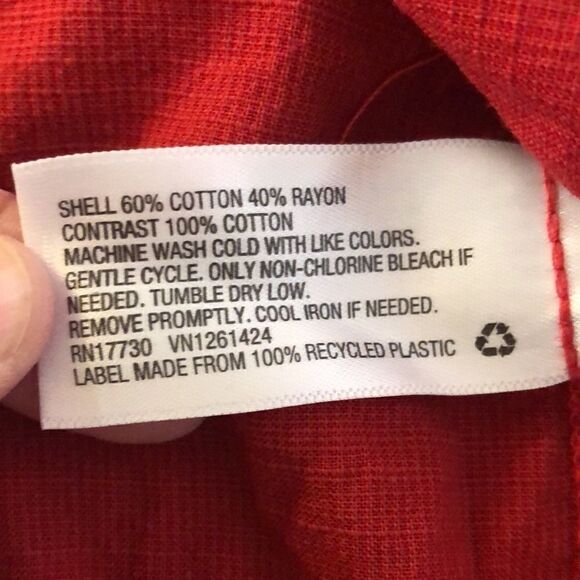 SHELL 60% COTTON 40% RAYON
CONTRAST 100% COTTON
MACHINE WASH COLD WITH LIKE COLORS.
GENTLE CYCLE. ONLY NON-CHLORINE BLEACH IF
NEEDED. TUMBLE DRY LOW.
REMOVE PROMPTLY. COOL IRON IF NEEDED.
RN17730 VN1261424
LABEL MADE FROM 100% RECYCLED PLASTIC